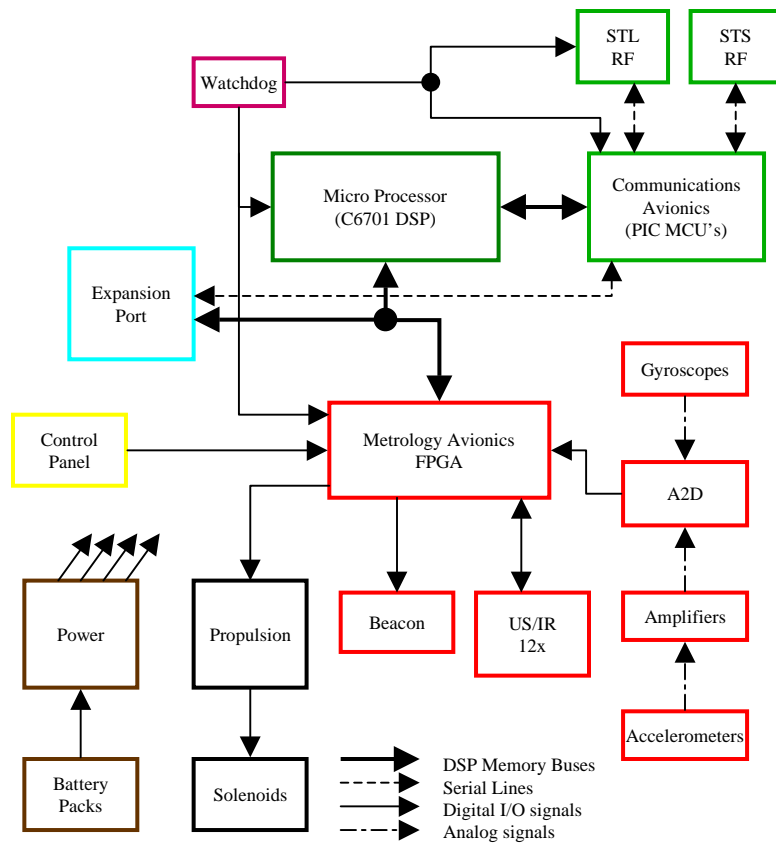 STL
RF
STS
RF
Watchdog
Micro Processor
(C6701 DSP)
Communications
Avionics
(PIC MCU's)
Expansion
Port
Gyroscopes
Control
Panel
Metrology Avionics
FPGA
A2D
Power
Propulsion
Beacon
US/IR
12x
Amplifiers
Accelerometers
Battery
Packs
Solenoids
DSP Memory Buses
Serial Lines
Digital I/O signals
Analog signals